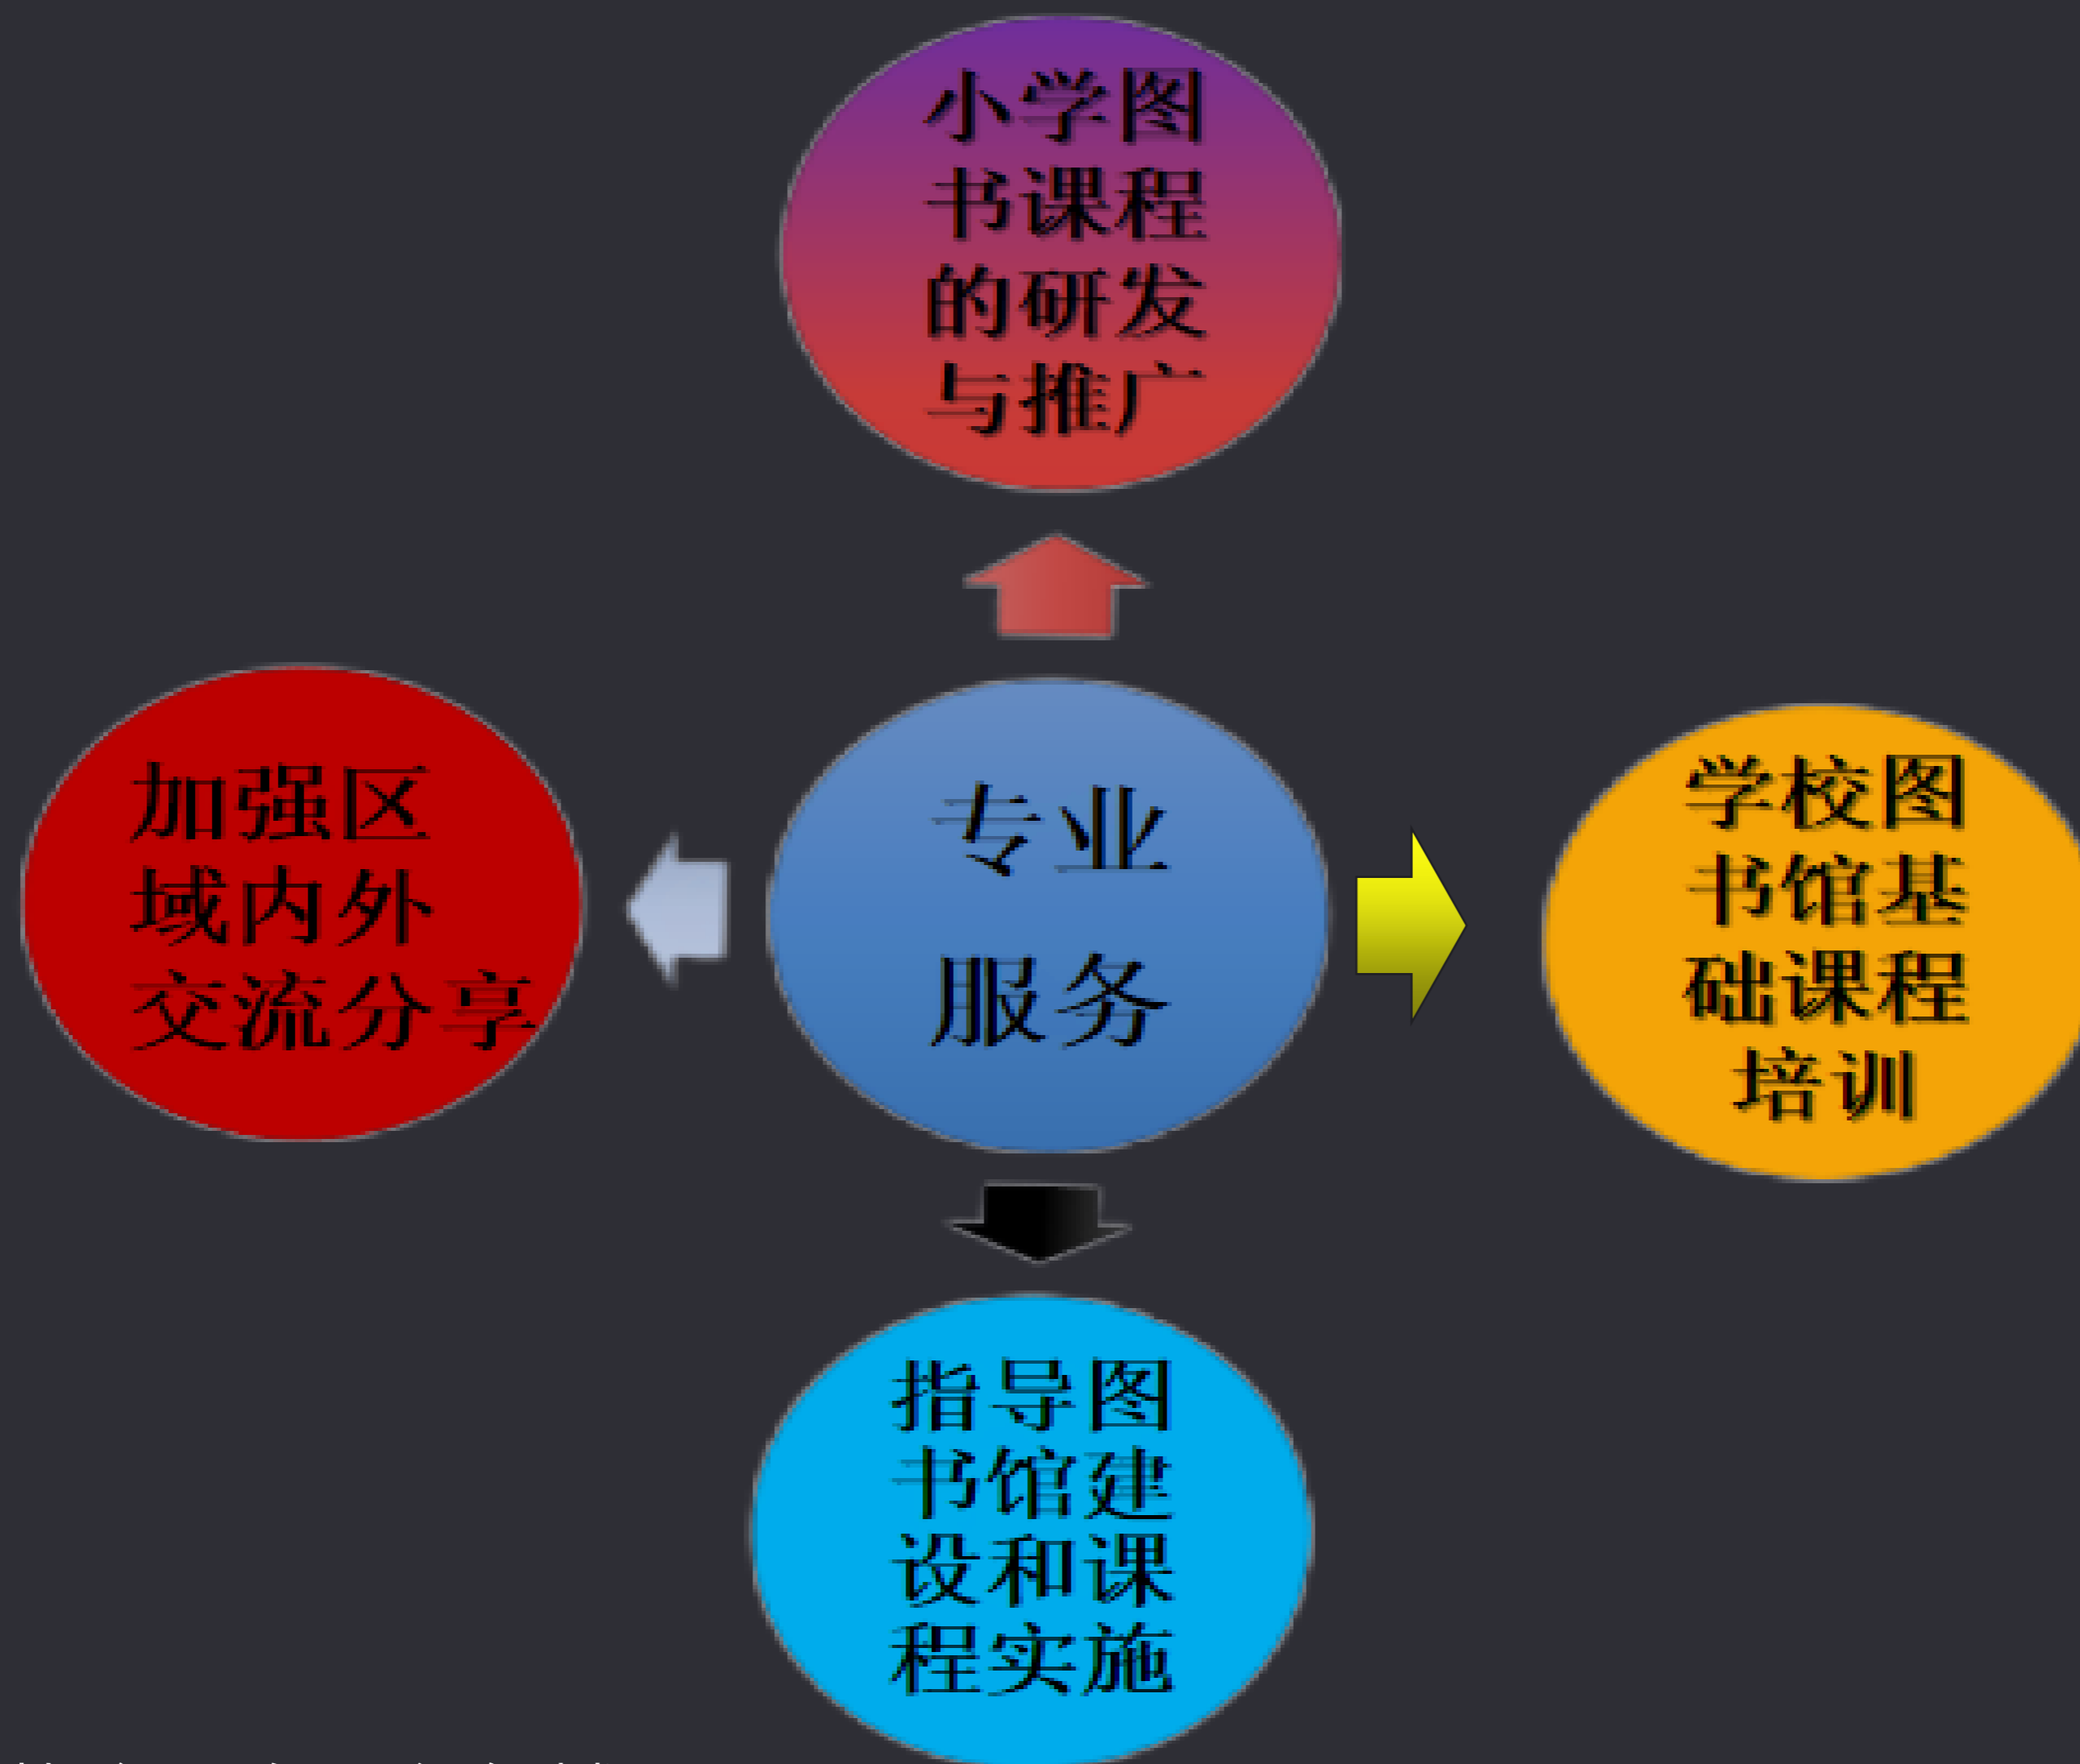 小学图
书课程
的研发
与推广
加强区
域内外
交流分享
专业
服务
学校图
书馆基
础课程
培训
指导图
书馆建
设和课
程实施